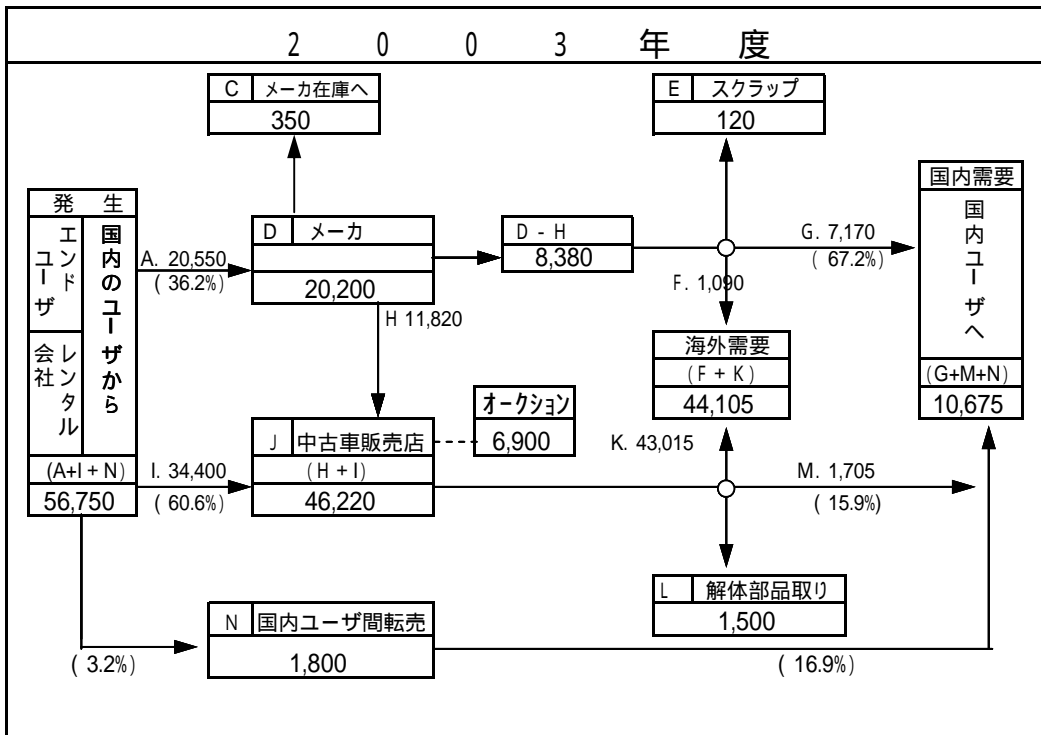 2003年度
C メーカ在庫へ
350
E スクラップ
120
発 生
エンドユーザ
レンタル会社
国内のユーザから
(A+I+N)
56,750
A. 20,550
(36.2%)
D メーカ
20,200
D-H
8,380
G. 7,170
(67.2%)
F. 1,090
H 11,820
国内需要
国内ユーザへ
(G+M+N)
10,675
海外需要
(F+K)
44,105
オークション
6,900
K. 43,015
I. 34,400
(60.6%)
J 中古車販売店
(H+I)
46,220
M. 1,705
(15.9%)
L 解体部品取り
1,500
N 国内ユーザ間転売
1,800
(3.2%)
(16.9%)